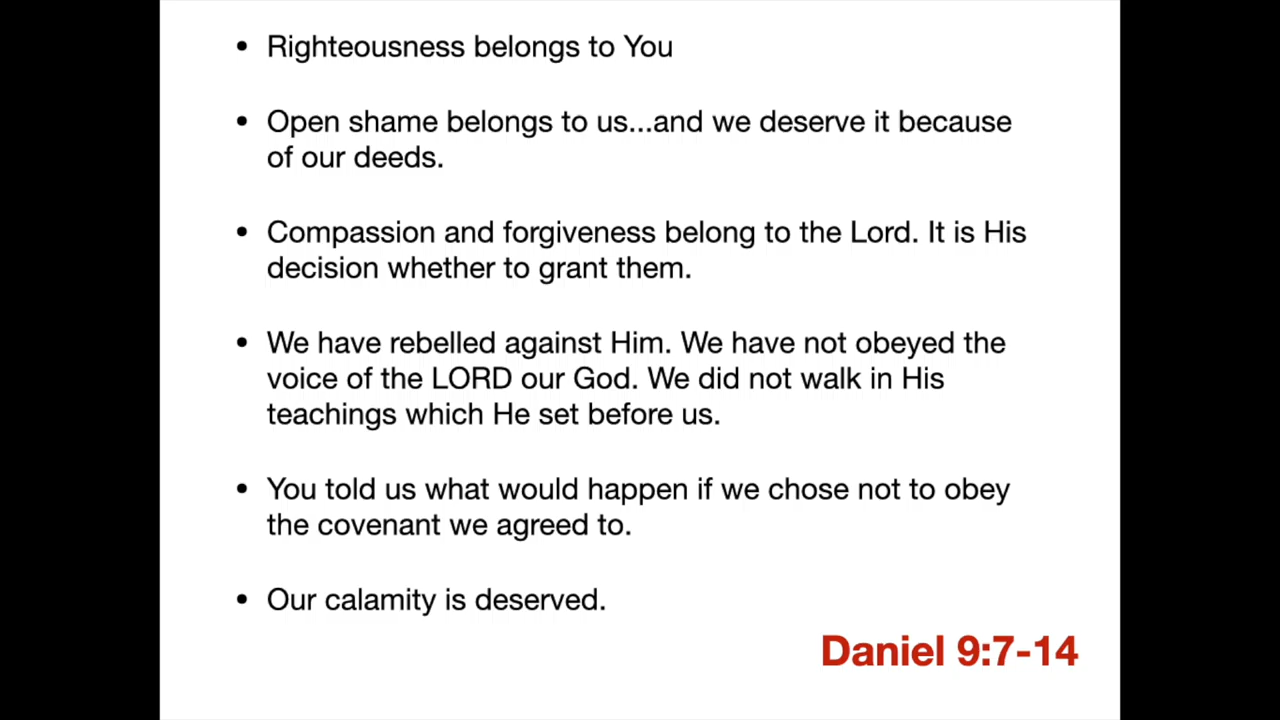 • Righteousness belongs to You
• Open shame belongs to us...and we deserve it because
of our deeds.
• Compassion and forgiveness belong to the Lord. It is His
decision whether to grant them.
• We have rebelled against Him. We have not obeyed the
voice of the LORD our God. We did not walk in His
teachings which He set before us.
• You told us what would happen if we chose not to obey
the covenant we agreed to.
• Our calamity is deserved.
Daniel 9:7-14